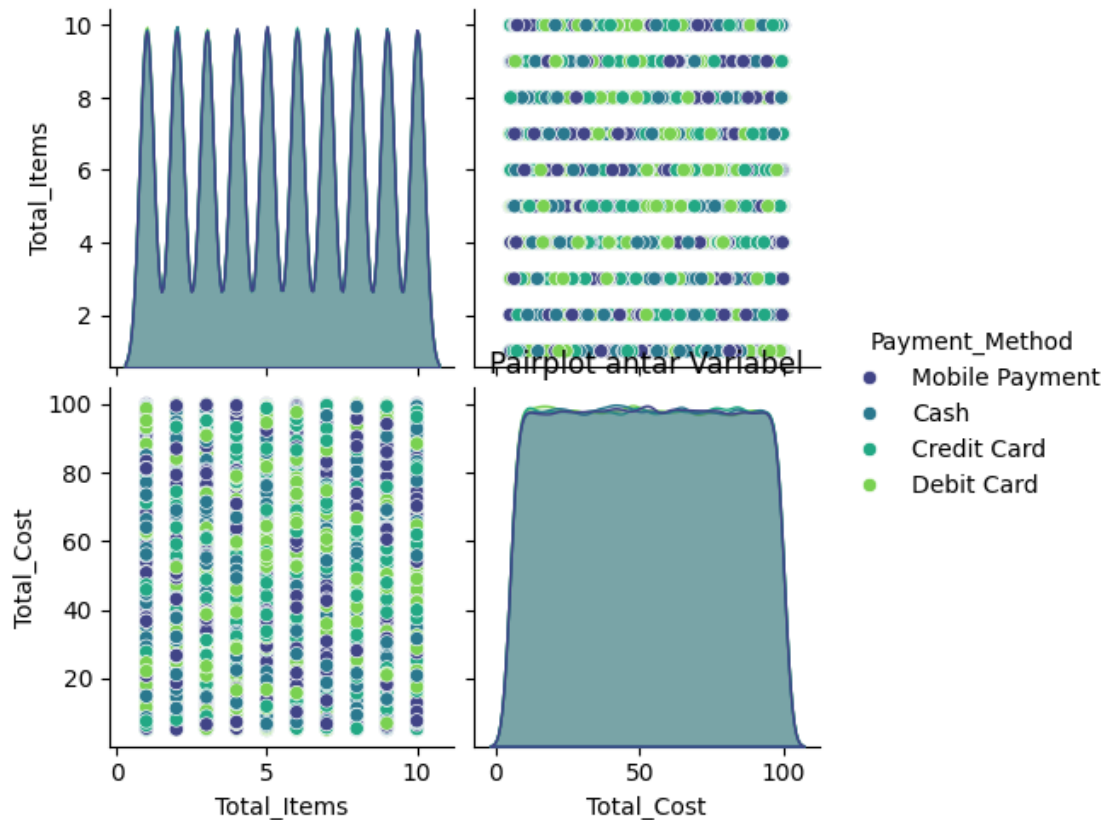 10
8
6
4
2
Total_Items
Pairplot antar Variabel
100
80
60
40
20
Total_Cost
0
5
10
Total_Items
0
50
100
Total_Cost
Payment_Method
Mobile Payment
Cash
Credit Card
Debit Card